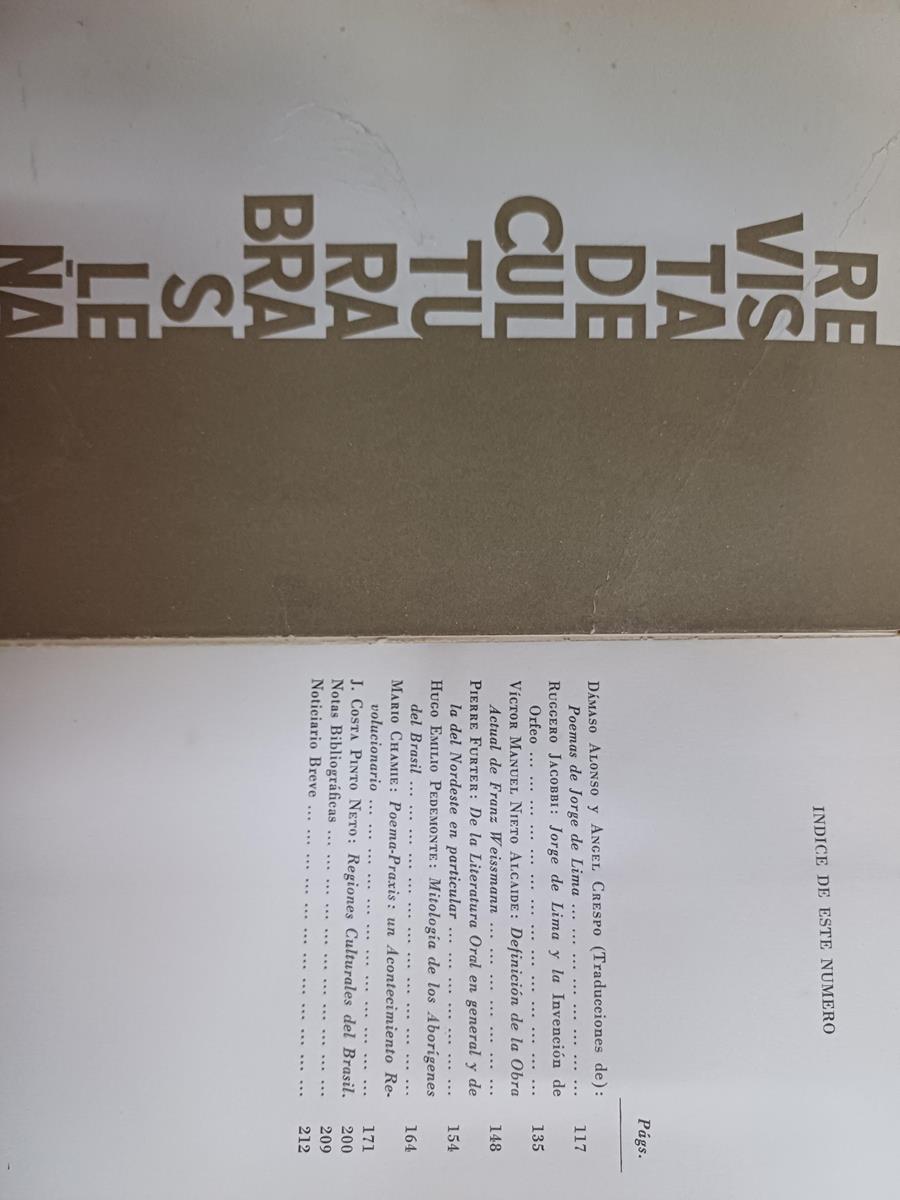 RE
VIS
TA
DE
CUL
TU
RA
BRA
SI
LE
ÑA
INDICE DE ESTE NUMERO
Págs.
DÁMASO ALONSO Y ANGEL CRESPO (Traducciones de):
Poemas de Jorge de Lima ... ... ... ... ... ... ... 117
RUGGERO JACOBBI: Jorge de Lima y la Invención de
Orfeo ... ... ... ... ... ... ... ... ... ... ... ... 135
VÍCTOR MANUEL NIETO ALCAIDE: Definición de la Obra
Actual de Franz Weissmann ... ... ... ... ... ... 148
PIERRE FURTER: De la Literatura Oral en general y de
la del Nordeste en particular ... ... ... ... ... ... 154
HUGO EMILIO PEDEMONTE: Mitología de los Aborígenes
del Brasil ... ... ... ... ... ... ... ... ... ... ... 164
MARIO CHAMIE: Poema-Praxis: un Acontecimiento Re-
volucionario ... ... ... ... ... ... ... ... ... ... 171
J. COSTA PINTO NETO: Regiones Culturales del Brasil. 200
Notas Bibliográficas ... ... ... ... ... ... ... ... ... 209
Noticiario Breve ... ... ... ... ... ... ... ... ... ... 212